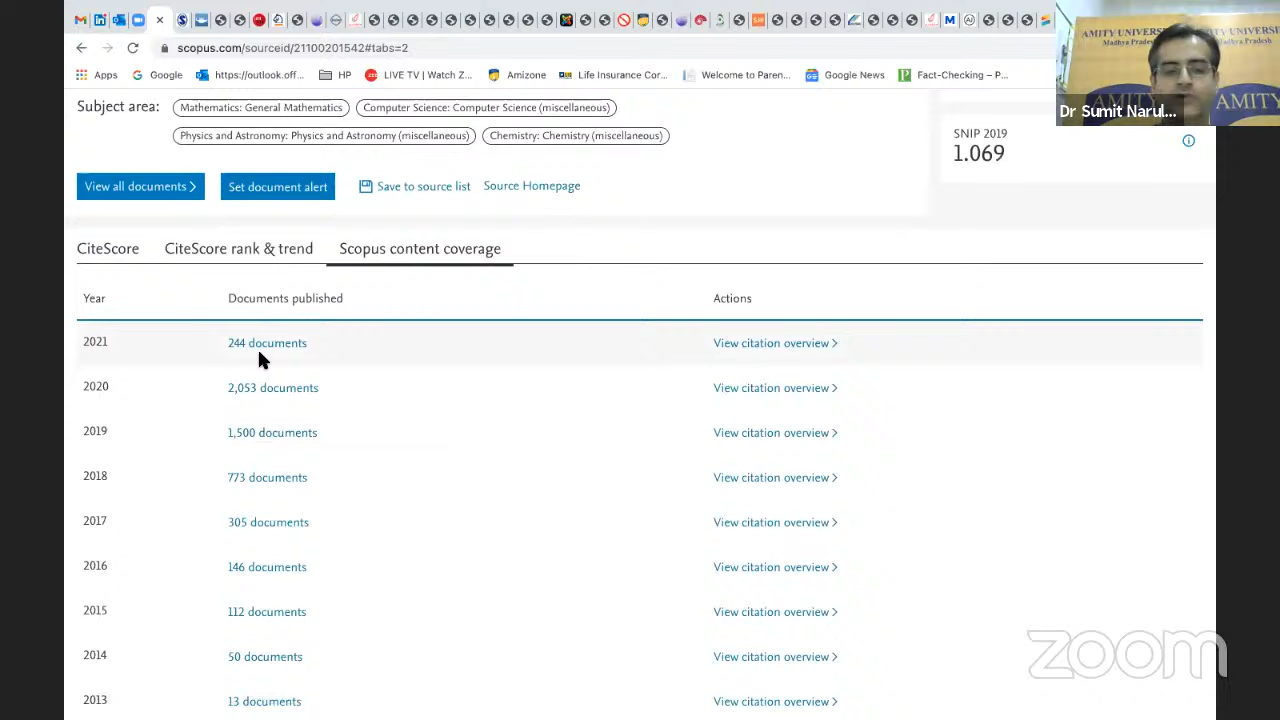 scopus.com/sourceid/21100201542#tabs=2
Apps Google https://outlook.off... HP LIVE TV | Watch Z... Amizone Life Insurance Cor... Welcome to Paren... Google News Fact-Checking – P...
AMITY UNIVERSITY
Madhya Pradesh
AMITY
AMITY
Dr Sumit Narul...
Subject area: Mathematics: General Mathematics Computer Science: Computer Science (miscellaneous)
Physics and Astronomy: Physics and Astronomy (miscellaneous) Chemistry: Chemistry (miscellaneous)
SNIP 2019
1.069
View all documents > Set document alert Save to source list Source Homepage
CiteScore CiteScore rank & trend Scopus content coverage
Year Documents published Actions
2021 244 documents View citation overview >
2020 2,053 documents View citation overview >
2019 1,500 documents View citation overview >
2018 773 documents View citation overview >
2017 305 documents View citation overview >
2016 146 documents View citation overview >
2015 112 documents View citation overview >
2014 50 documents View citation overview >
2013 13 documents View citation overview >
zoom